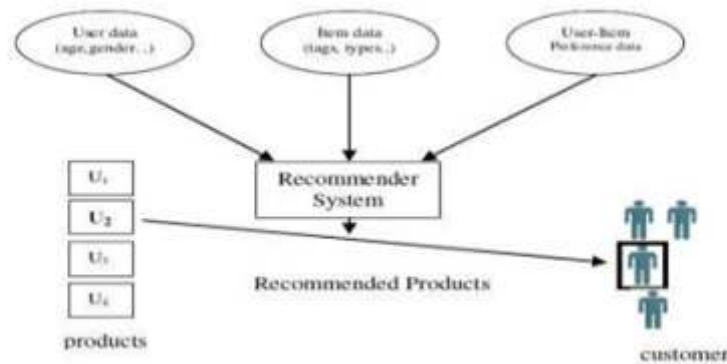 User data
(age,gender...)
Item data
(tags, types..)
User-Item
Preference data
Recommender
System
U₁
U₂
U₃
U₄
Recommended Products
products
customer